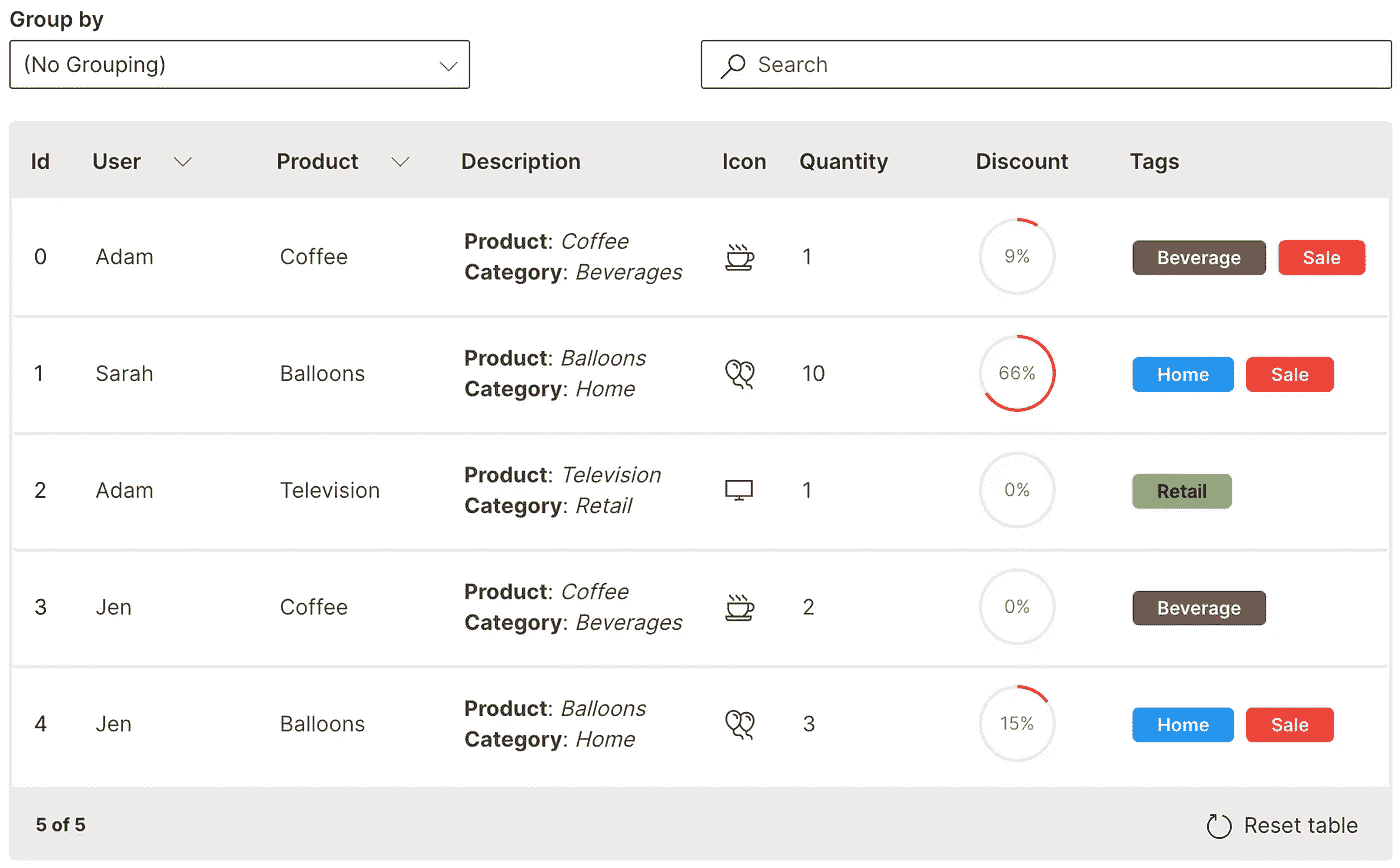 Group by
(No Grouping)
Search
Id User Product Description Icon Quantity Discount Tags
0 Adam Coffee Product: Coffee 1 9% Beverage Sale
Category: Beverages
1 Sarah Balloons Product: Balloons 10 66% Home Sale
Category: Home
2 Adam Television Product: Television 1 0% Retail
Category: Retail
3 Jen Coffee Product: Coffee 2 0% Beverage
Category: Beverages
4 Jen Balloons Product: Balloons 3 15% Home Sale
Category: Home
5 of 5 Reset table